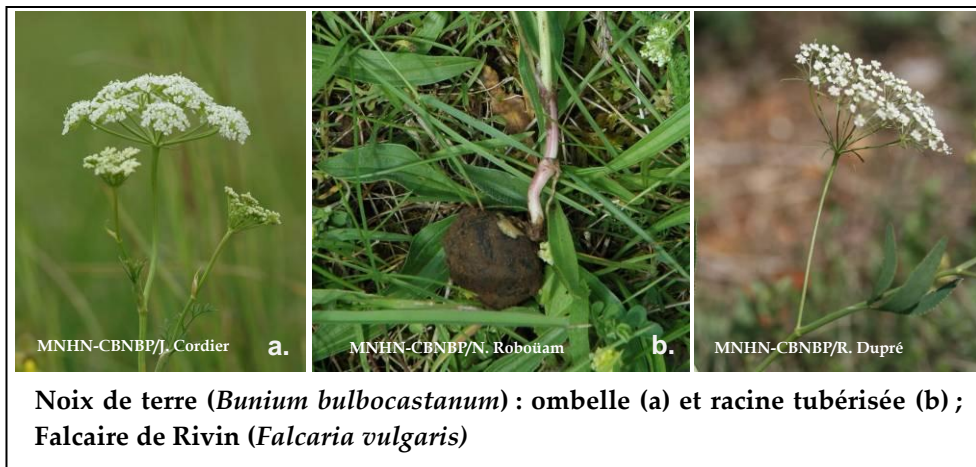 MNHN-CBNBP/J. Cordier
a.
MNHN-CBNBP/N. Roboüam
b.
MNHN-CBNBP/R. Dupré
Noix de terre (Bunium bulbocastanum) : ombelle (a) et racine tubérisée (b) ;
Falcaire de Rivin (Falcaria vulgaris)